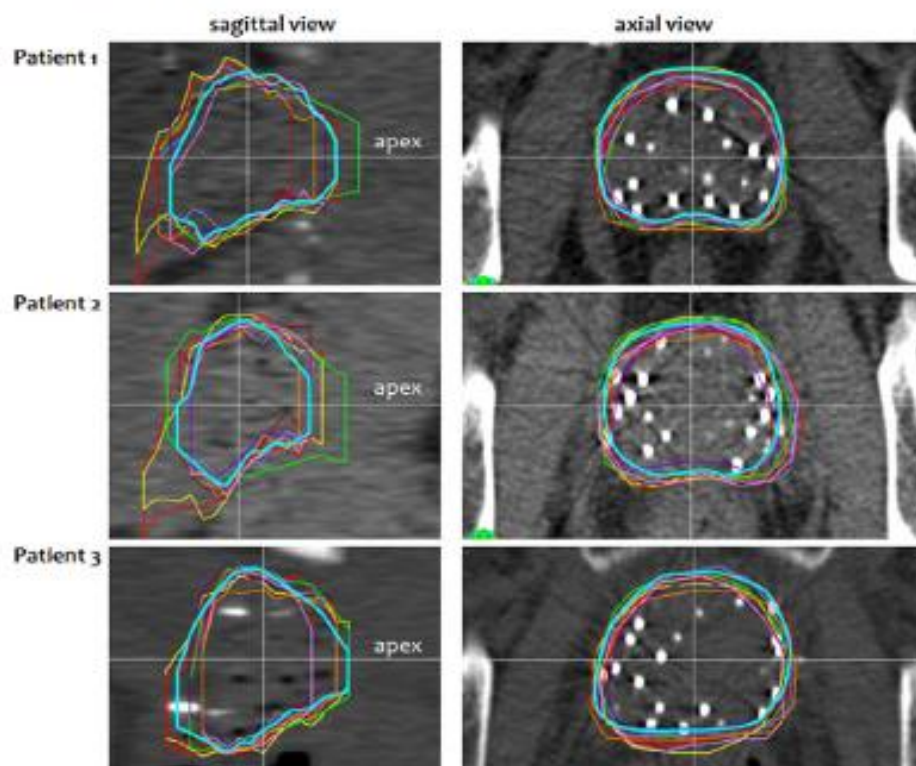 sagittal view axial view
Patient 1
apex
Patient 2
apex
Patient 3
apex